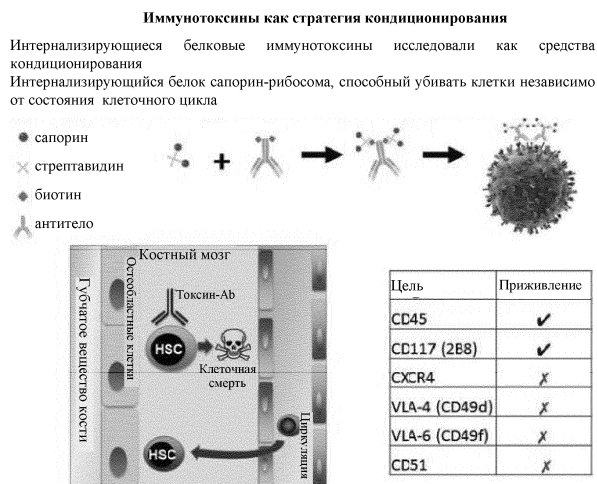 Иммунотоксины как стратегия кондиционирования
Интернализирующиеся белковые иммунотоксины исследовали как средства
кондиционирования
Интернализирующийся белок сапорин-рибосома, способный убивать клетки независимо
от состояния клеточного цикла
сапорин
стрептавидин
биотин
антитело
Губчатое вещество кости
Остеобластные клетки
Костный мозг
Токсин-Ab
HSC
Клеточная
смерть
HSC
Циркуляция
Цель Приживление
CD45 ✔
CD117 (2B8) ✔
CXCR4 ✗
VLA-4 (CD49d) ✗
VLA-6 (CD49f) ✗
CD51 ✗